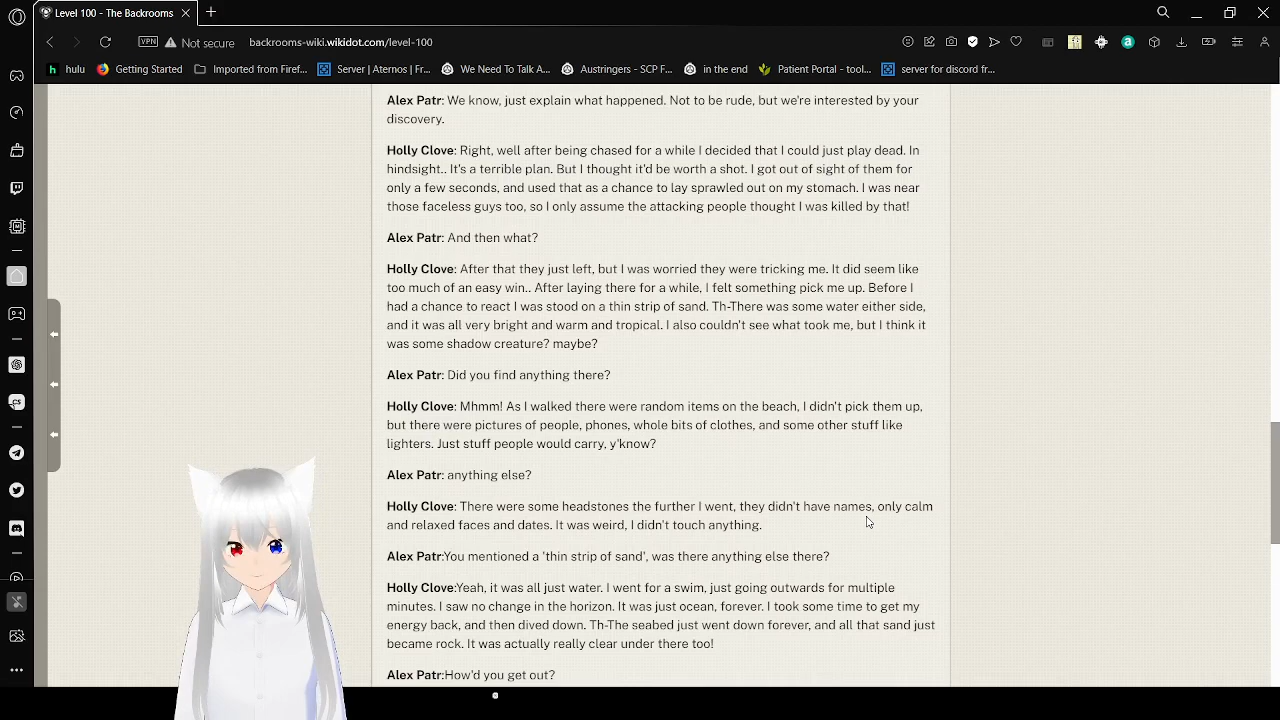 Level 100 - The Backrooms
VPN Not secure backrooms-wiki.wikidot.com/level-100
hulu Getting Started Imported from Firef... Server | Aternos | Fr... We Need To Talk A... Austringers - SCP F... in the end Patient Portal - tool... server for discord fr...
Alex Patr: We know, just explain what happened. Not to be rude, but we're interested by your
discovery.
Holly Clove: Right, well after being chased for a while I decided that I could just play dead. In
hindsight.. It's a terrible plan. But I thought it'd be worth a shot. I got out of sight of them for
only a few seconds, and used that as a chance to lay sprawled out on my stomach. I was near
those faceless guys too, so I only assume the attacking people thought I was killed by that!
Alex Patr: And then what?
Holly Clove: After that they just left, but I was worried they were tricking me. It did seem like
too much of an easy win.. After laying there for a while, I felt something pick me up. Before I
had a chance to react I was stood on a thin strip of sand. Th-There was some water either side,
and it was all very bright and warm and tropical. I also couldn't see what took me, but I think it
was some shadow creature? maybe?
Alex Patr: Did you find anything there?
Holly Clove: Mhmm! As I walked there were random items on the beach, I didn't pick them up,
but there were pictures of people, phones, whole bits of clothes, and some other stuff like
lighters. Just stuff people would carry, y'know?
Alex Patr: anything else?
Holly Clove: There were some headstones the further I went, they didn't have names, only calm
and relaxed faces and dates. It was weird, I didn't touch anything.
Alex Patr:You mentioned a 'thin strip of sand', was there anything else there?
Holly Clove:Yeah, it was all just water. I went for a swim, just going outwards for multiple
minutes. I saw no change in the horizon. It was just ocean, forever. I took some time to get my
energy back, and then dived down. Th-The seabed just went down forever, and all that sand just
became rock. It was actually really clear under there too!
Alex Patr:How'd you get out?